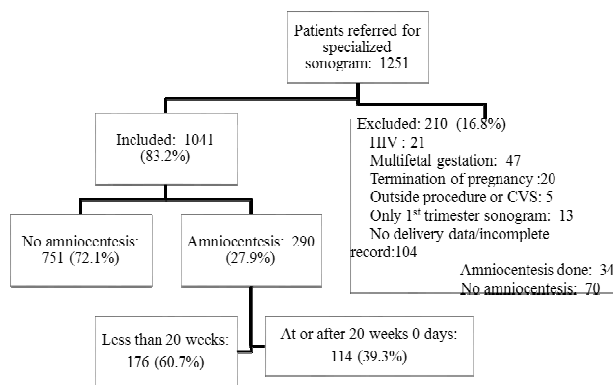 Patients referred for
specialized
sonogram: 1251
Included: 1041
(83.2%)
Excluded: 210 (16.8%)
HIV : 21
Multifetal gestation: 47
Termination of pregnancy :20
Outside procedure or CVS: 5
Only 1st trimester sonogram: 13
No delivery data/incomplete
record:104
Amniocentesis done: 34
No amniocentesis: 70
No amniocentesis:
751 (72.1%)
Amniocentesis: 290
(27.9%)
Less than 20 weeks:
176 (60.7%)
At or after 20 weeks 0 days:
114 (39.3%)